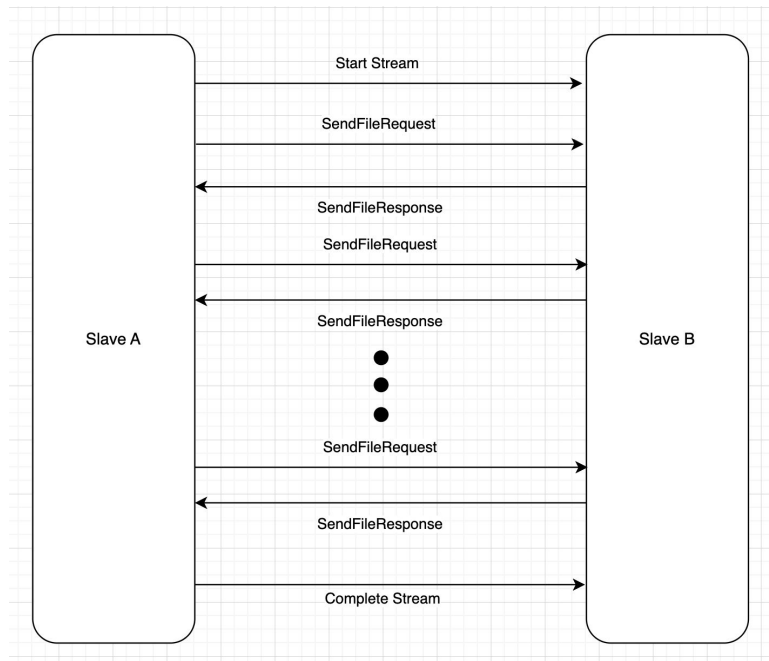 Start Stream
SendFileRequest
SendFileResponse
SendFileRequest
SendFileResponse
Slave A
Slave B
SendFileRequest
SendFileResponse
Complete Stream